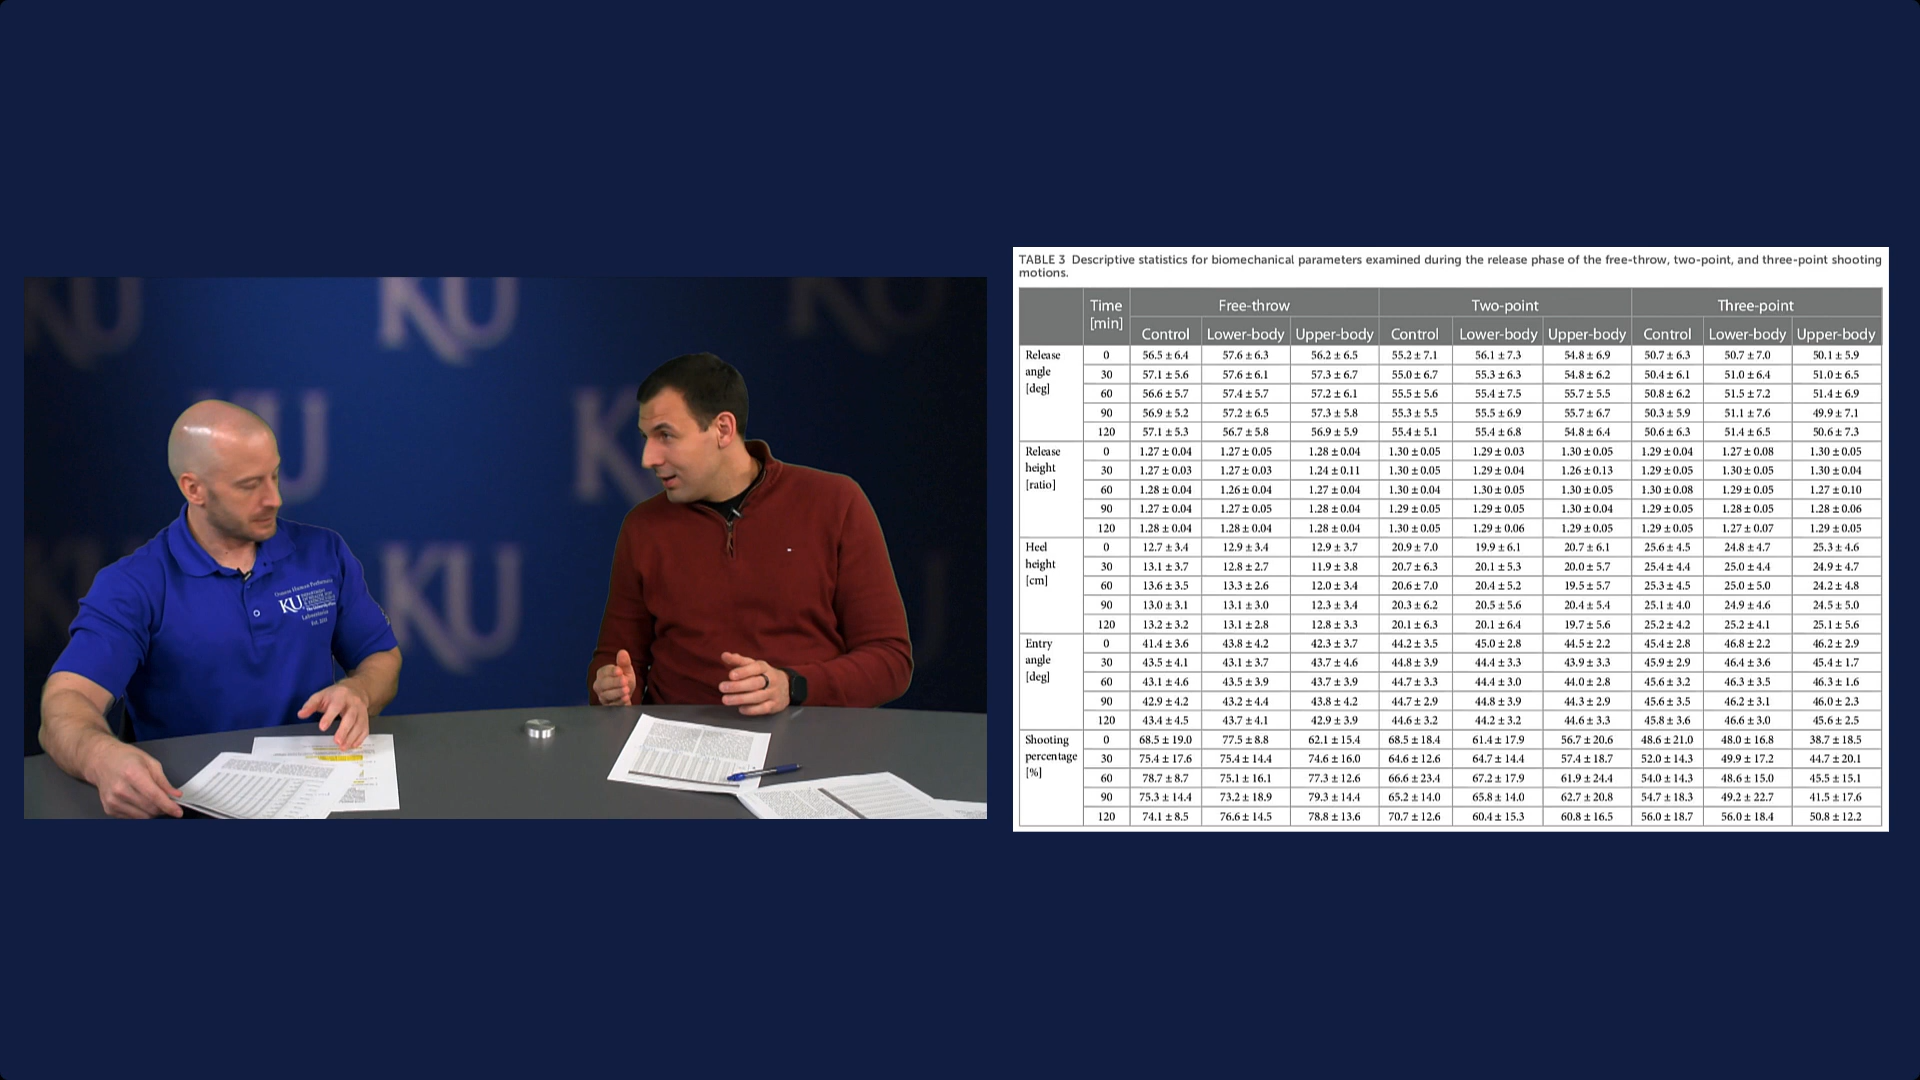 KU KU KU
KU KU
KU KU
KU
Laboratories
TABLE 3 Descriptive statistics for biomechanical parameters examined during the release phase of the free-throw, two-point, and three-point shooting
motions.
Time [min] Free-throw Two-point Three-point
Control Lower-body Upper-body Control Lower-body Upper-body Control Lower-body Upper-body
Release angle [deg] 0 56.5 ± 6.4 57.6 ± 6.3 56.2 ± 6.5 55.2 ± 7.1 56.1 ± 7.3 54.8 ± 6.9 50.7 ± 6.3 50.7 ± 7.0 50.1 ± 5.9
30 57.1 ± 5.6 57.6 ± 6.1 57.3 ± 6.7 55.0 ± 6.7 55.3 ± 6.3 54.8 ± 6.2 50.4 ± 6.1 51.0 ± 6.4 51.0 ± 6.5
60 56.6 ± 5.7 57.4 ± 5.7 57.2 ± 6.1 55.5 ± 5.6 55.4 ± 7.5 55.7 ± 5.5 50.8 ± 6.2 51.5 ± 7.2 51.4 ± 6.9
90 56.9 ± 5.2 57.2 ± 6.5 57.3 ± 5.8 55.3 ± 5.5 55.5 ± 6.9 55.7 ± 6.7 50.3 ± 5.9 51.1 ± 7.6 49.9 ± 7.1
120 57.1 ± 5.3 56.7 ± 5.8 56.9 ± 5.9 55.4 ± 5.1 55.4 ± 6.8 54.8 ± 6.4 50.6 ± 6.3 51.4 ± 6.5 50.6 ± 7.3
Release height [ratio] 0 1.27 ± 0.04 1.27 ± 0.05 1.28 ± 0.04 1.30 ± 0.05 1.29 ± 0.03 1.30 ± 0.05 1.29 ± 0.04 1.27 ± 0.08 1.30 ± 0.05
30 1.27 ± 0.03 1.27 ± 0.03 1.24 ± 0.11 1.30 ± 0.05 1.29 ± 0.04 1.26 ± 0.13 1.29 ± 0.05 1.30 ± 0.05 1.30 ± 0.04
60 1.28 ± 0.04 1.26 ± 0.04 1.27 ± 0.04 1.30 ± 0.04 1.30 ± 0.05 1.30 ± 0.05 1.30 ± 0.08 1.29 ± 0.05 1.27 ± 0.10
90 1.27 ± 0.04 1.27 ± 0.05 1.28 ± 0.04 1.29 ± 0.05 1.29 ± 0.05 1.30 ± 0.04 1.29 ± 0.05 1.28 ± 0.05 1.28 ± 0.06
120 1.28 ± 0.04 1.28 ± 0.04 1.28 ± 0.04 1.30 ± 0.05 1.29 ± 0.06 1.29 ± 0.05 1.29 ± 0.05 1.27 ± 0.07 1.29 ± 0.05
Heel height [cm] 0 12.7 ± 3.4 12.9 ± 3.4 12.9 ± 3.7 20.9 ± 7.0 19.9 ± 6.1 20.7 ± 6.1 25.6 ± 4.5 24.8 ± 4.7 25.3 ± 4.6
30 13.1 ± 3.7 12.8 ± 2.7 11.9 ± 3.8 20.7 ± 6.3 20.1 ± 5.3 20.0 ± 5.7 25.4 ± 4.4 25.0 ± 4.4 24.9 ± 4.7
60 13.6 ± 3.5 13.3 ± 2.6 12.0 ± 3.4 20.6 ± 7.0 20.4 ± 5.2 19.5 ± 5.7 25.3 ± 4.5 25.0 ± 5.0 24.2 ± 4.8
90 13.0 ± 3.1 13.1 ± 3.0 12.3 ± 3.4 20.3 ± 6.2 20.5 ± 5.6 20.4 ± 5.4 25.1 ± 4.0 24.9 ± 4.6 24.5 ± 5.0
120 13.2 ± 3.2 13.1 ± 2.8 12.8 ± 3.3 20.1 ± 6.3 20.1 ± 6.4 19.7 ± 5.6 25.2 ± 4.2 25.2 ± 4.1 25.1 ± 5.6
Entry angle [deg] 0 41.4 ± 3.6 43.8 ± 4.2 42.3 ± 3.7 44.2 ± 3.5 45.0 ± 2.8 44.5 ± 2.2 45.4 ± 2.8 46.8 ± 2.2 46.2 ± 2.9
30 43.5 ± 4.1 43.1 ± 3.7 43.7 ± 4.6 44.8 ± 3.9 44.4 ± 3.3 43.9 ± 3.3 45.9 ± 2.9 46.4 ± 3.6 45.4 ± 1.7
60 43.1 ± 4.6 43.5 ± 3.9 43.7 ± 3.9 44.7 ± 3.3 44.4 ± 3.0 44.0 ± 2.8 45.6 ± 3.2 46.3 ± 3.5 46.3 ± 1.6
90 42.9 ± 4.2 43.2 ± 4.4 43.8 ± 4.2 44.7 ± 2.9 44.8 ± 3.9 44.3 ± 2.9 45.6 ± 3.5 46.2 ± 3.1 46.0 ± 2.3
120 43.4 ± 4.5 43.7 ± 4.1 42.9 ± 3.9 44.6 ± 3.2 44.2 ± 3.2 44.6 ± 3.3 45.8 ± 3.6 46.6 ± 3.0 45.6 ± 2.5
Shooting percentage [%] 0 68.5 ± 19.0 77.5 ± 8.8 62.1 ± 15.4 68.5 ± 18.4 61.4 ± 17.9 56.7 ± 20.6 48.6 ± 21.0 48.0 ± 16.8 38.7 ± 18.5
30 75.4 ± 17.6 75.4 ± 14.4 74.6 ± 16.0 64.6 ± 12.6 64.7 ± 14.4 57.4 ± 18.7 52.0 ± 14.3 49.9 ± 17.2 44.7 ± 20.1
60 78.7 ± 8.7 75.1 ± 16.1 77.3 ± 12.6 66.6 ± 23.4 67.2 ± 17.9 61.9 ± 24.4 54.0 ± 14.3 48.6 ± 15.0 45.5 ± 15.1
90 75.3 ± 14.4 73.2 ± 18.9 79.3 ± 14.4 65.2 ± 14.0 65.8 ± 14.0 62.7 ± 20.8 54.7 ± 18.3 49.2 ± 22.7 41.5 ± 17.6
120 74.1 ± 8.5 76.6 ± 14.5 78.8 ± 13.6 70.7 ± 12.6 60.4 ± 15.3 60.8 ± 16.5 56.0 ± 18.7 56.0 ± 18.4 50.8 ± 12.2